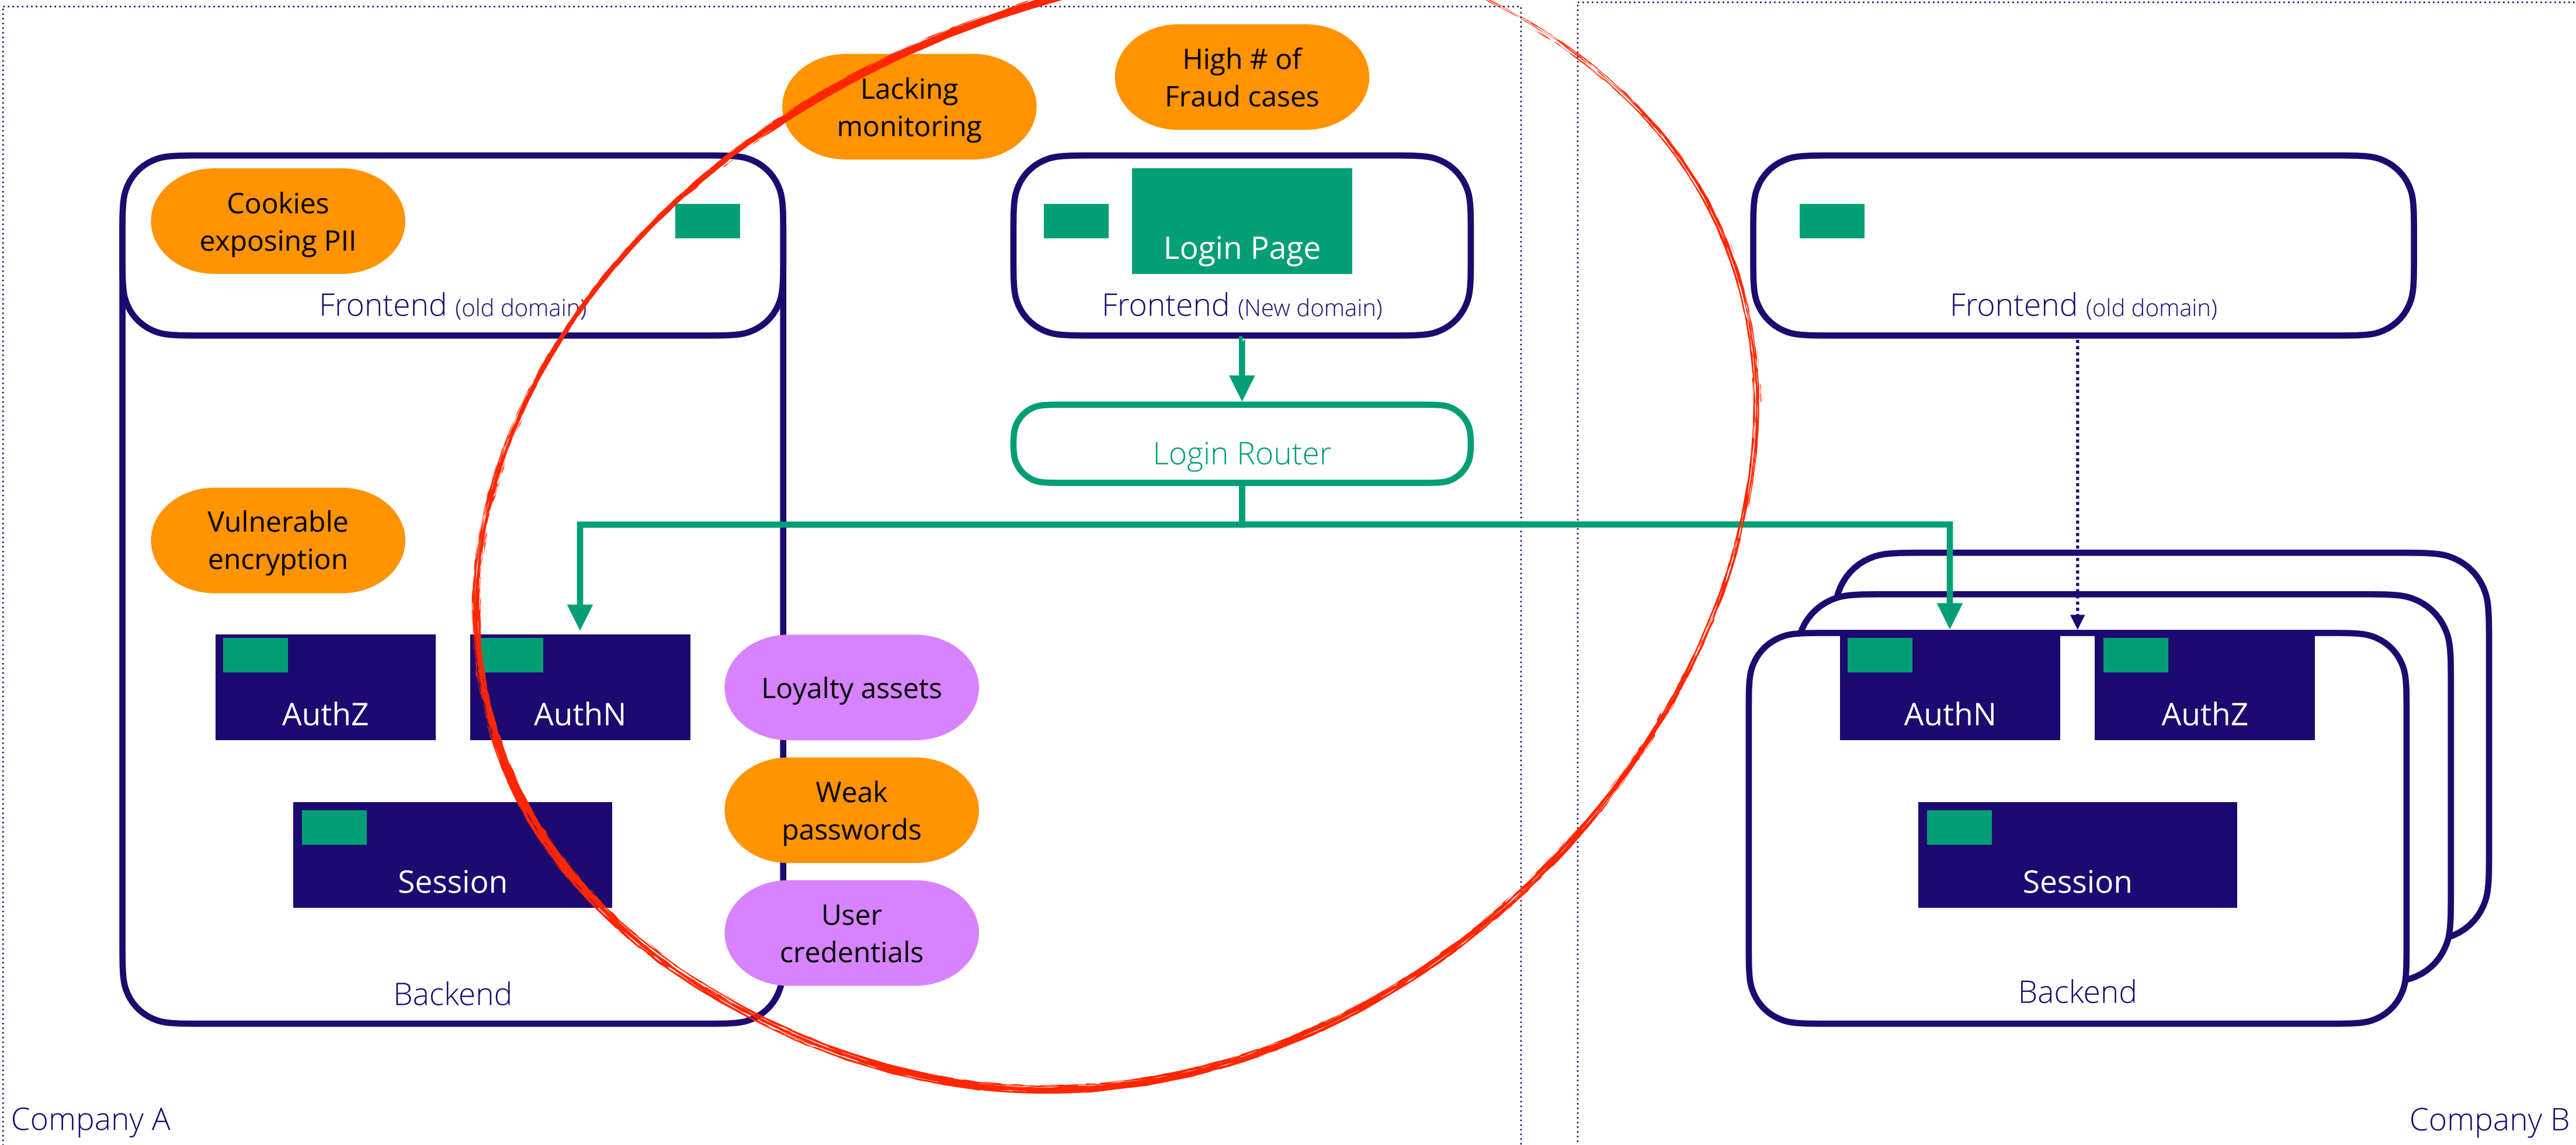 High # of
Fraud cases
Lacking
monitoring
Cookies
exposing PII
Login Page
Frontend (old domain)
Frontend (New domain)
Frontend (old domain)
Login Router
Vulnerable
encryption
AuthZ
AuthN
Loyalty assets
AuthN
AuthZ
Weak
passwords
Session
Session
User
credentials
Backend
Backend
Company A
Company B